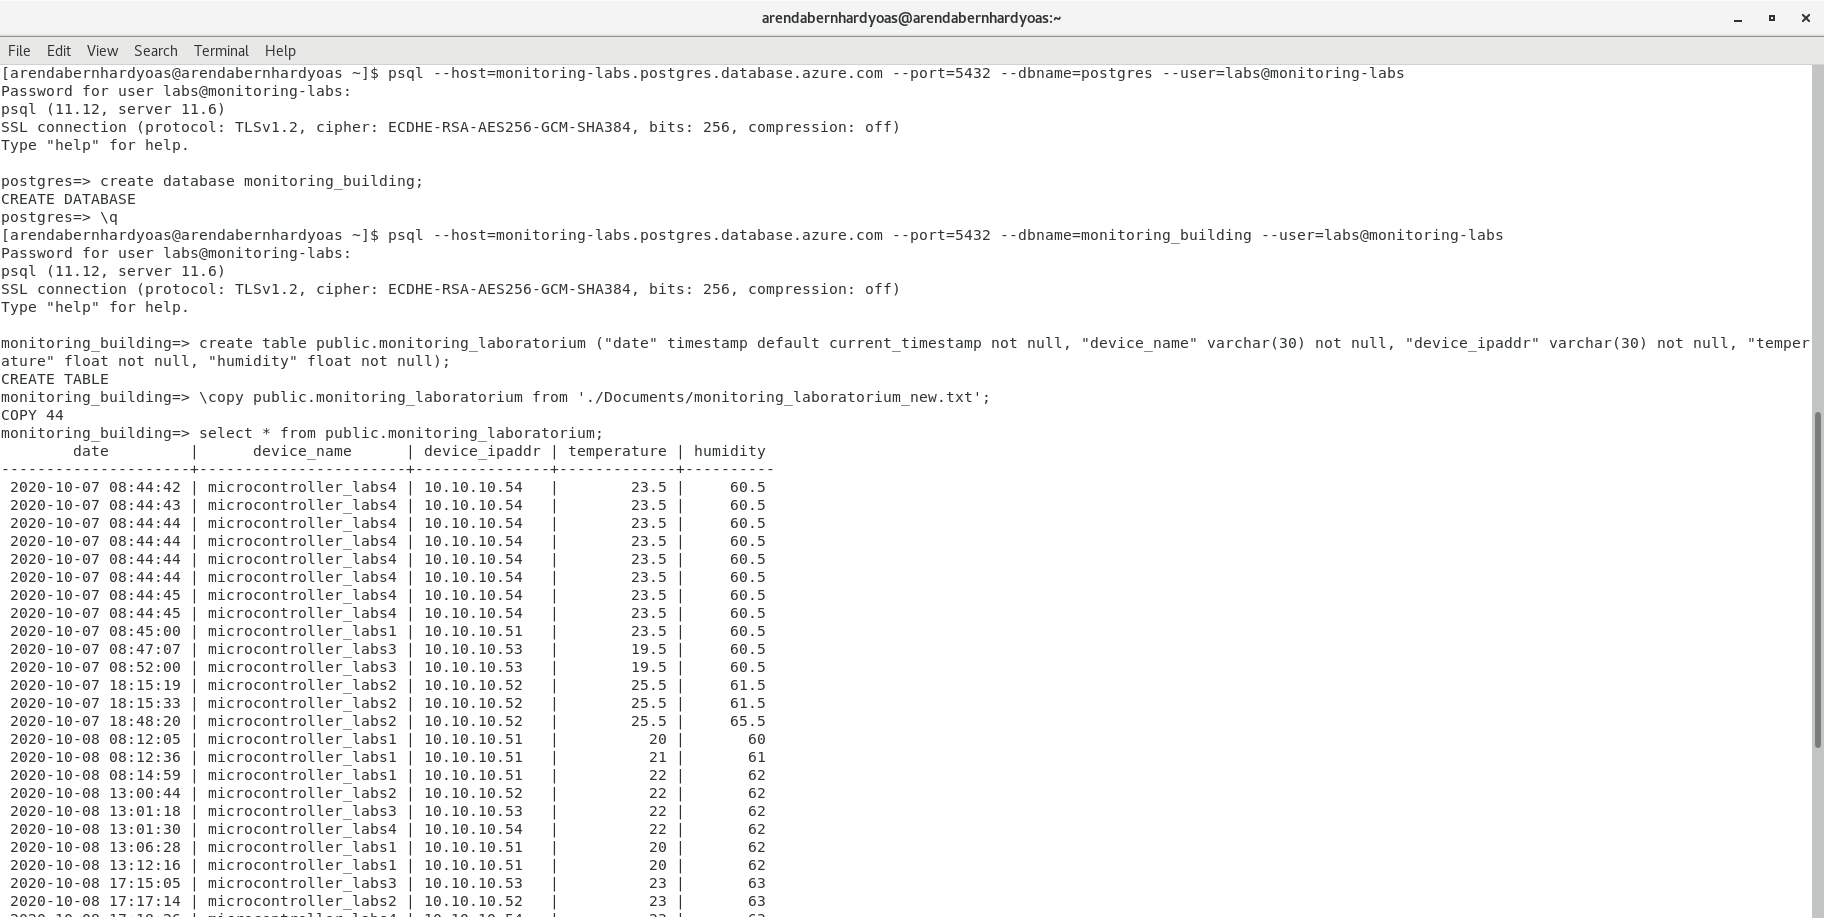 arendabernhardyoas@arendabernhardyoas:~
File Edit View Search Terminal Help
[arendabernhardyoas@arendabernhardyoas ~]$ psql --host=monitoring-labs.postgres.database.azure.com --port=5432 --dbname=postgres --user=labs@monitoring-labs
Password for user labs@monitoring-labs:
psql (11.12, server 11.6)
SSL connection (protocol: TLSv1.2, cipher: ECDHE-RSA-AES256-GCM-SHA384, bits: 256, compression: off)
Type "help" for help.
postgres=> create database monitoring_building;
CREATE DATABASE
postgres=> \q
[arendabernhardyoas@arendabernhardyoas ~]$ psql --host=monitoring-labs.postgres.database.azure.com --port=5432 --dbname=monitoring_building --user=labs@monitoring-labs
Password for user labs@monitoring-labs:
psql (11.12, server 11.6)
SSL connection (protocol: TLSv1.2, cipher: ECDHE-RSA-AES256-GCM-SHA384, bits: 256, compression: off)
Type "help" for help.
monitoring_building=> create table public.monitoring_laboratorium ("date" timestamp default current_timestamp not null, "device_name" varchar(30) not null, "device_ipaddr" varchar(30) not null, "temper
ature" float not null, "humidity" float not null);
CREATE TABLE
monitoring_building=> \copy public.monitoring_laboratorium from './Documents/monitoring_laboratorium_new.txt';
COPY 44
monitoring_building=> select * from public.monitoring_laboratorium;
        date         |      device_name      | device_ipaddr | temperature | humidity
---------------------+-----------------------+---------------+-------------+----------
 2020-10-07 08:44:42 | microcontroller_labs4 | 10.10.10.54   |        23.5 |     60.5
 2020-10-07 08:44:43 | microcontroller_labs4 | 10.10.10.54   |        23.5 |     60.5
 2020-10-07 08:44:44 | microcontroller_labs4 | 10.10.10.54   |        23.5 |     60.5
 2020-10-07 08:44:44 | microcontroller_labs4 | 10.10.10.54   |        23.5 |     60.5
 2020-10-07 08:44:44 | microcontroller_labs4 | 10.10.10.54   |        23.5 |     60.5
 2020-10-07 08:44:44 | microcontroller_labs4 | 10.10.10.54   |        23.5 |     60.5
 2020-10-07 08:44:45 | microcontroller_labs4 | 10.10.10.54   |        23.5 |     60.5
 2020-10-07 08:44:45 | microcontroller_labs4 | 10.10.10.54   |        23.5 |     60.5
 2020-10-07 08:45:00 | microcontroller_labs1 | 10.10.10.51   |        23.5 |     60.5
 2020-10-07 08:47:07 | microcontroller_labs3 | 10.10.10.53   |        19.5 |     60.5
 2020-10-07 08:52:00 | microcontroller_labs3 | 10.10.10.53   |        19.5 |     60.5
 2020-10-07 18:15:19 | microcontroller_labs2 | 10.10.10.52   |        25.5 |     61.5
 2020-10-07 18:15:33 | microcontroller_labs2 | 10.10.10.52   |        25.5 |     61.5
 2020-10-07 18:48:20 | microcontroller_labs2 | 10.10.10.52   |        25.5 |     65.5
 2020-10-08 08:12:05 | microcontroller_labs1 | 10.10.10.51   |          20 |       60
 2020-10-08 08:12:36 | microcontroller_labs1 | 10.10.10.51   |          21 |       61
 2020-10-08 08:14:59 | microcontroller_labs1 | 10.10.10.51   |          22 |       62
 2020-10-08 13:00:44 | microcontroller_labs2 | 10.10.10.52   |          22 |       62
 2020-10-08 13:01:18 | microcontroller_labs3 | 10.10.10.53   |          22 |       62
 2020-10-08 13:01:30 | microcontroller_labs4 | 10.10.10.54   |          22 |       62
 2020-10-08 13:06:28 | microcontroller_labs1 | 10.10.10.51   |          20 |       62
 2020-10-08 13:12:16 | microcontroller_labs1 | 10.10.10.51   |          20 |       62
 2020-10-08 17:15:05 | microcontroller_labs3 | 10.10.10.53   |          23 |       63
 2020-10-08 17:17:14 | microcontroller_labs2 | 10.10.10.52   |          23 |       63